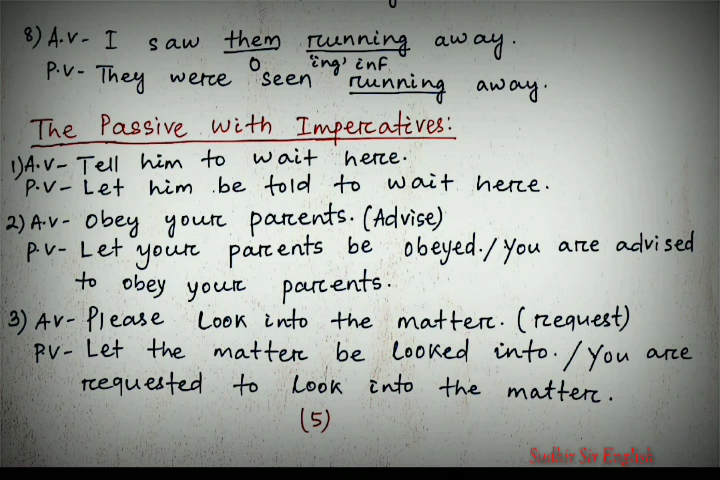 8) A.V- I saw them running away.
O 'ing' inf
P.V- They were seen running away.
The Passive with Imperatives:
1) A.V- Tell him to wait here.
P.V- Let him be told to wait here.
2) A.V- Obey your parents. (Advise)
P.V- Let your parents be obeyed. / You are advised
to obey your parents.
3) AV- Please Look into the matter. (request)
PV- Let the matter be looked into. / You are
requested to look into the matter.
(5)
Sudhir Sir English